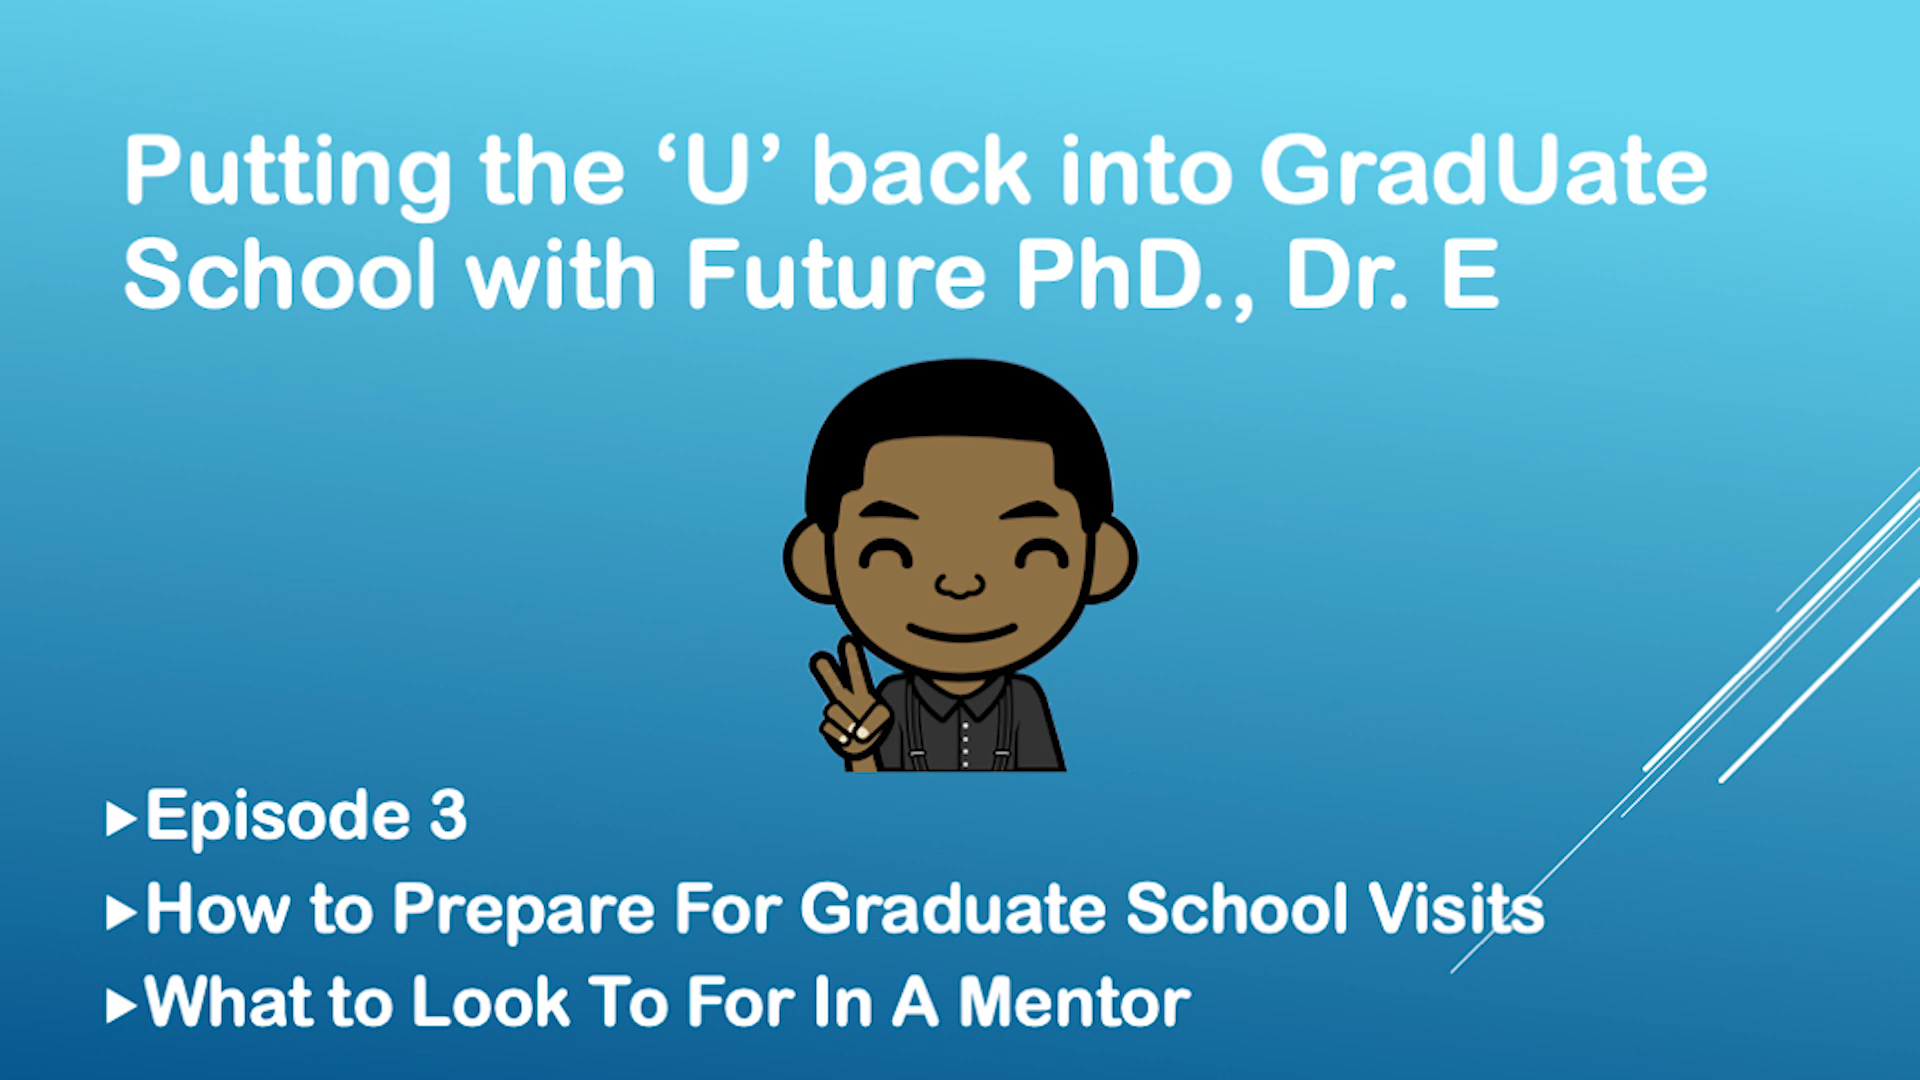 Putting the ‘U’ back into GradUate
School with Future PhD., Dr. E
Episode 3
How to Prepare For Graduate School Visits
What to Look To For In A Mentor